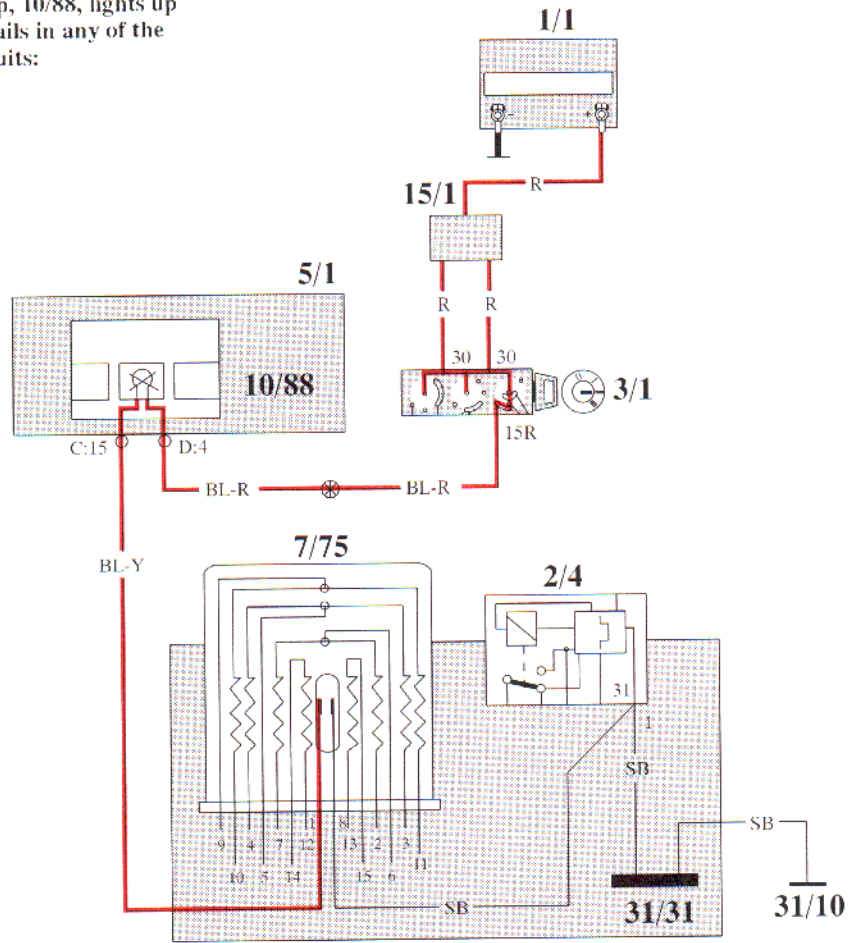 p, 10/88, lights up
ails in any of the
uits:
1/1
- +
R
15/1
5/1
R R
30 30
10/88
3/1
C:15 D:4
15R
BL-R BL-R
7/75
BL-Y
2/4
31
1
SB
1 8
9 4 7 12 13 2 3
10 5 14 15 6 11
SB
SB
31/31
31/10